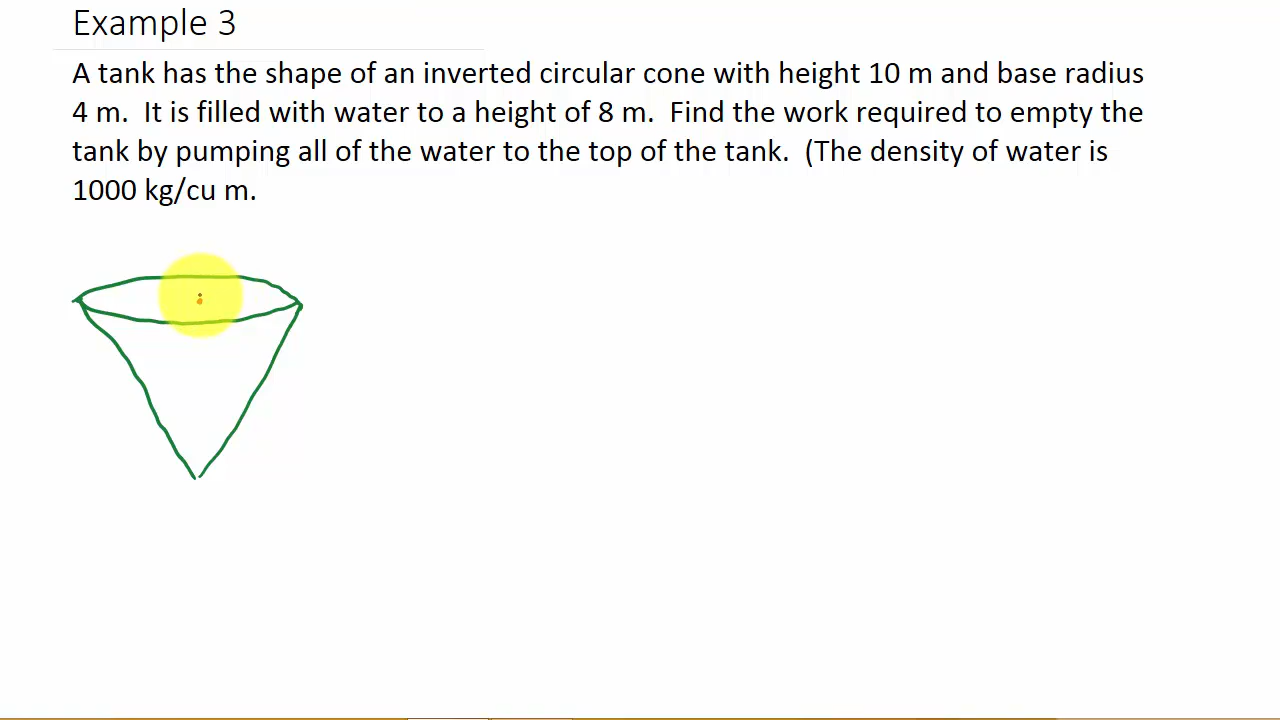 Example 3
A tank has the shape of an inverted circular cone with height 10 m and base radius
4 m.  It is filled with water to a height of 8 m.  Find the work required to empty the
tank by pumping all of the water to the top of the tank.  (The density of water is
1000 kg/cu m.